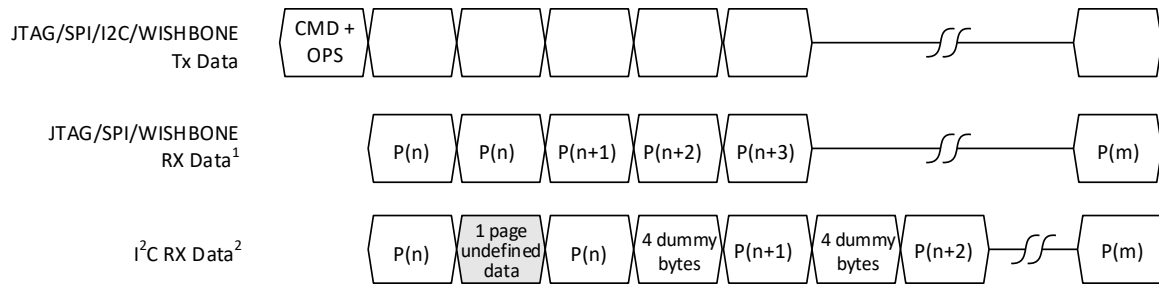 JTAG/SPI/I2C/WISHBONE
Tx Data
CMD +
OPS
JTAG/SPI/WISHBONE
RX Data¹
P(n)
P(n)
P(n+1)
P(n+2)
P(n+3)
P(m)
I²C RX Data²
P(n)
1 page
undefined
data
P(n)
4 dummy
bytes
P(n+1)
4 dummy
bytes
P(n+2)
P(m)